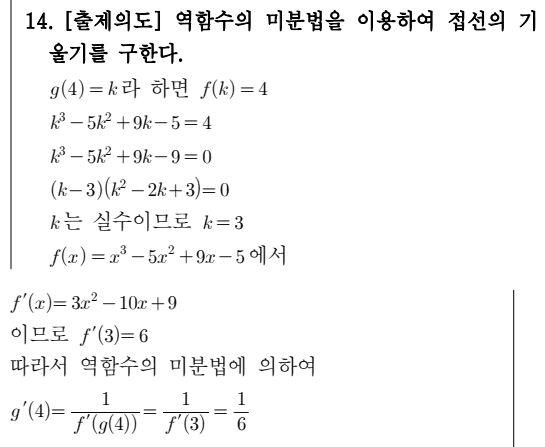 14. [출제의도] 역함수의 미분법을 이용하여 접선의 기
울기를 구한다.
g(4) = k라 하면 f(k) = 4
k³ − 5k² + 9k − 5 = 4
k³ − 5k² + 9k − 9 = 0
(k − 3)(k² − 2k + 3) = 0
k는 실수이므로 k = 3
f(x) = x³ − 5x² + 9x − 5에서
f′(x) = 3x² − 10x + 9
이므로 f′(3) = 6
따라서 역함수의 미분법에 의하여
g′(4) = 1/f′(g(4)) = 1/f′(3) = 1/6